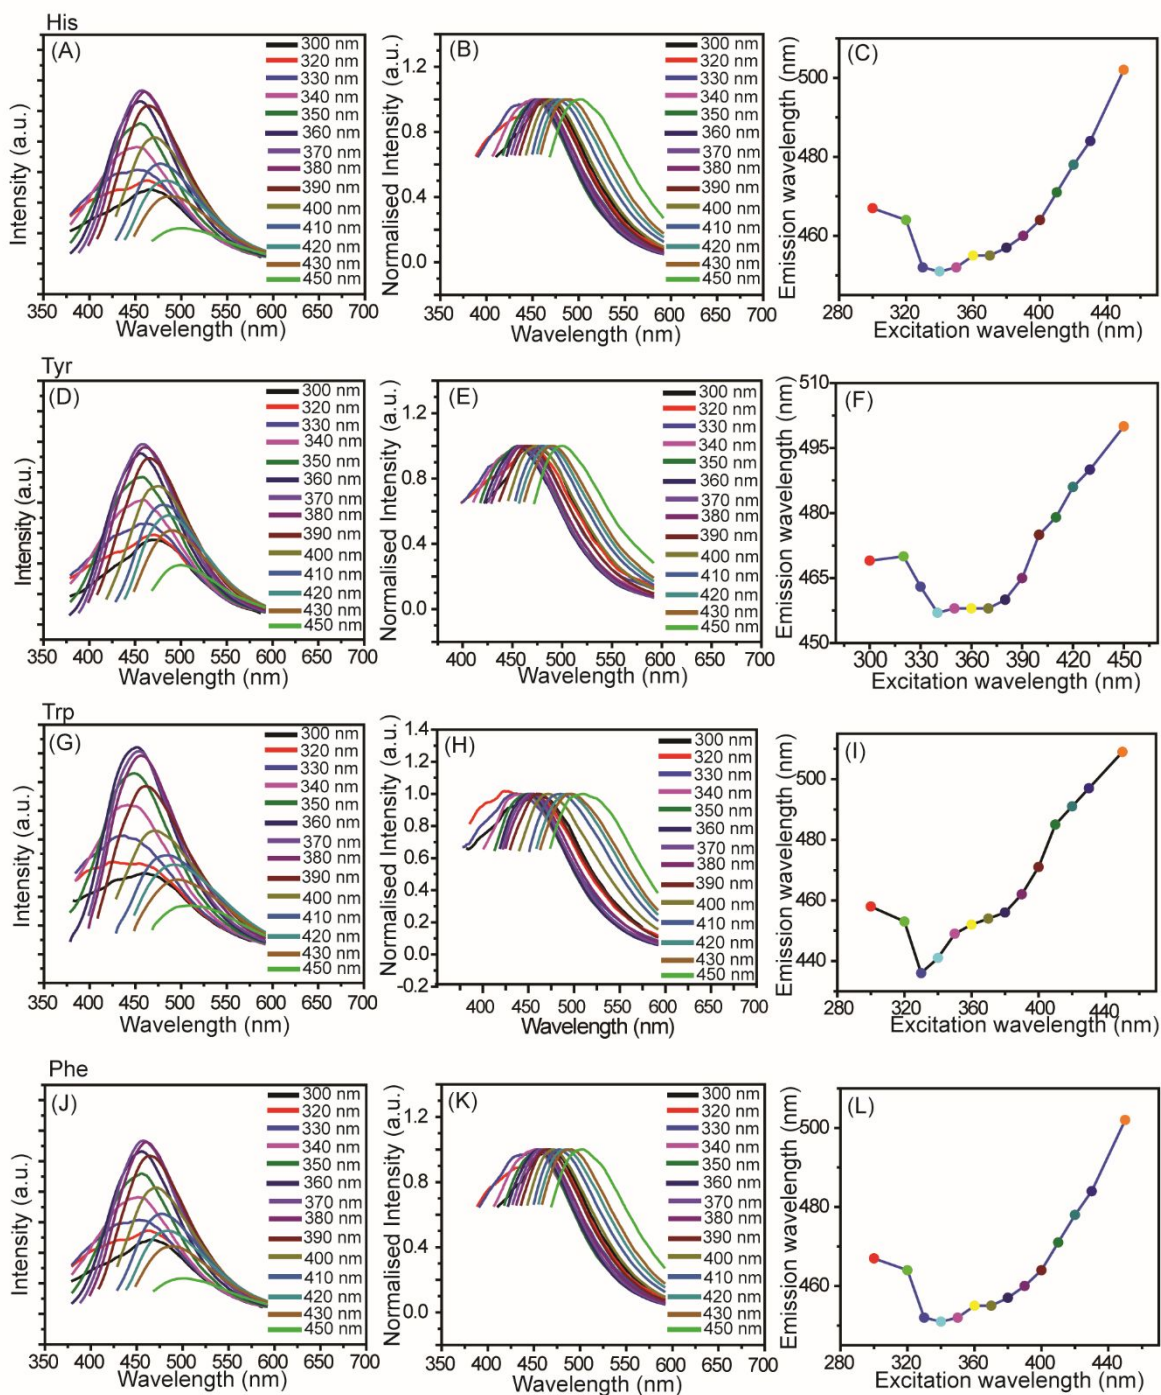 His
(A)
300 nm
320 nm
330 nm
340 nm
350 nm
360 nm
370 nm
380 nm
390 nm
400 nm
410 nm
420 nm
430 nm
450 nm
Intensity (a.u.)
350 400 450 500 550 600 650 700
Wavelength (nm)
(B)
300 nm
320 nm
330 nm
340 nm
350 nm
360 nm
370 nm
380 nm
390 nm
400 nm
410 nm
420 nm
430 nm
450 nm
Normalised Intensity (a.u.)
1.2
0.8
0.4
0.0
350 400 450 500 550 600 650 700
Wavelength (nm)
(C)
Emission wavelength (nm)
500
480
460
280 320 360 400 440
Excitation wavelength (nm)
Tyr
(D)
300 nm
320 nm
330 nm
340 nm
350 nm
360 nm
370 nm
380 nm
390 nm
400 nm
410 nm
420 nm
430 nm
450 nm
Intensity (a.u.)
350 400 450 500 550 600 650 700
Wavelength (nm)
(E)
300 nm
320 nm
330 nm
340 nm
350 nm
360 nm
370 nm
380 nm
390 nm
400 nm
410 nm
420 nm
430 nm
450 nm
Normalised Intensity (a.u.)
1.2
0.8
0.4
0.0
350 400 450 500 550 600 650 700
Wavelength (nm)
(F)
Emission wavelength (nm)
510
495
480
465
450
300 330 360 390 420 450
Excitation wavelength (nm)
Trp
(G)
300 nm
320 nm
330 nm
340 nm
350 nm
360 nm
370 nm
380 nm
390 nm
400 nm
410 nm
420 nm
430 nm
450 nm
Intensity (a.u.)
350 400 450 500 550 600 650 700
Wavelength (nm)
(H)
300 nm
320 nm
330 nm
340 nm
350 nm
360 nm
370 nm
380 nm
390 nm
400 nm
410 nm
420 nm
430 nm
450 nm
Normalised Intensity (a.u.)
1.4
1.2
1.0
0.8
0.6
0.4
0.2
0.0
-0.2
400 450 500 550 600 650 700
Wavelength (nm)
(I)
Emission wavelength (nm)
500
480
460
440
280 320 360 400 440
Excitation wavelength (nm)
Phe
(J)
300 nm
320 nm
330 nm
340 nm
350 nm
360 nm
370 nm
380 nm
390 nm
400 nm
410 nm
420 nm
430 nm
450 nm
Intensity (a.u.)
350 400 450 500 550 600 650 700
Wavelength (nm)
(K)
300 nm
320 nm
330 nm
340 nm
350 nm
360 nm
370 nm
380 nm
390 nm
400 nm
410 nm
420 nm
430 nm
450 nm
Normalised Intensity (a.u.)
1.2
0.8
0.4
0.0
350 400 450 500 550 600 650 700
Wavelength (nm)
(L)
Emission wavelength (nm)
500
480
460
280 320 360 400 440
Excitation wavelength (nm)